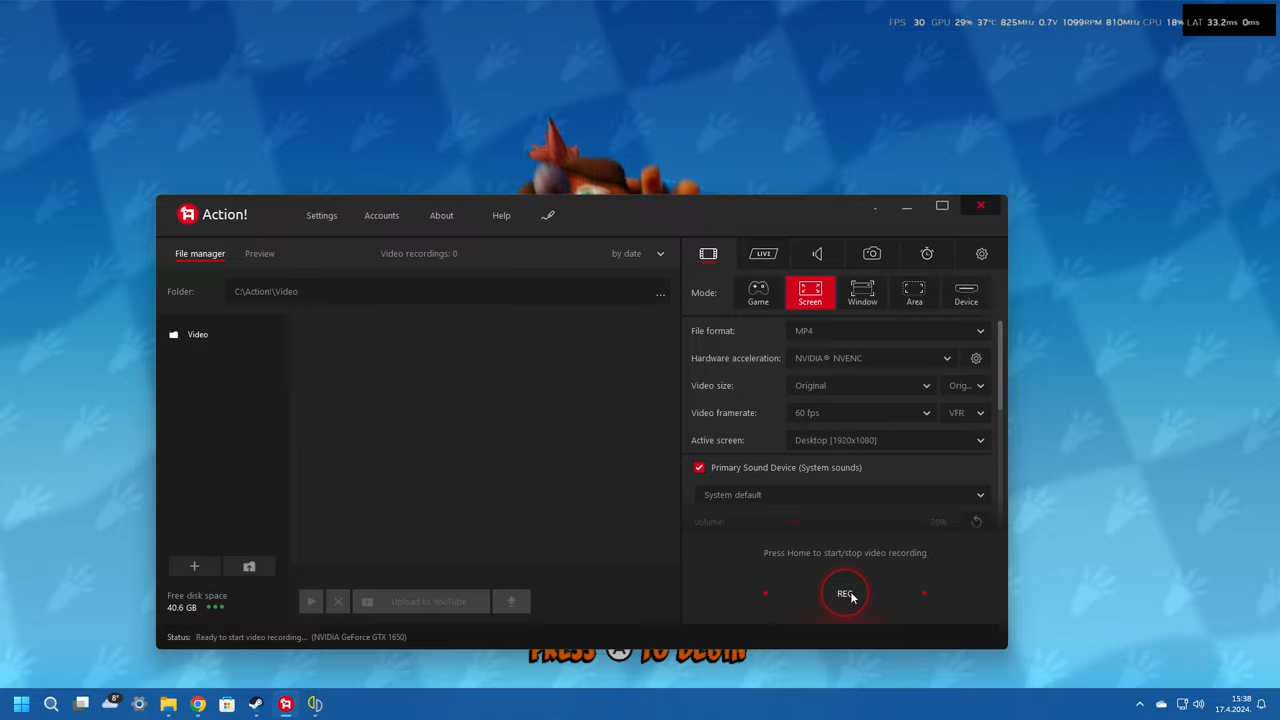 FPS 30 GPU 29% 37°C 825MHz 0.7V 1099RPM 810MHz CPU 18% LAT 33.2ms 0ms
Action!
Settings Accounts About Help
File manager Preview Video recordings: 0 by date
LIVE
Folder: C:\Action!\Video ...
Mode: Game Screen Window Area Device
Video
File format: MP4
Hardware acceleration: NVIDIA® NVENC
Video size: Original Orig...
Video framerate: 60 fps VFR
Active screen: Desktop [1920x1080]
Primary Sound Device (System sounds)
System default
Volume: 20%
Press Home to start/stop video recording
REC
Free disk space
40.6 GB
Upload to YouTube
Status: Ready to start video recording... (NVIDIA GeForce GTX 1650)
PRESS A TO BEGIN
8°
15:38
17.4.2024.